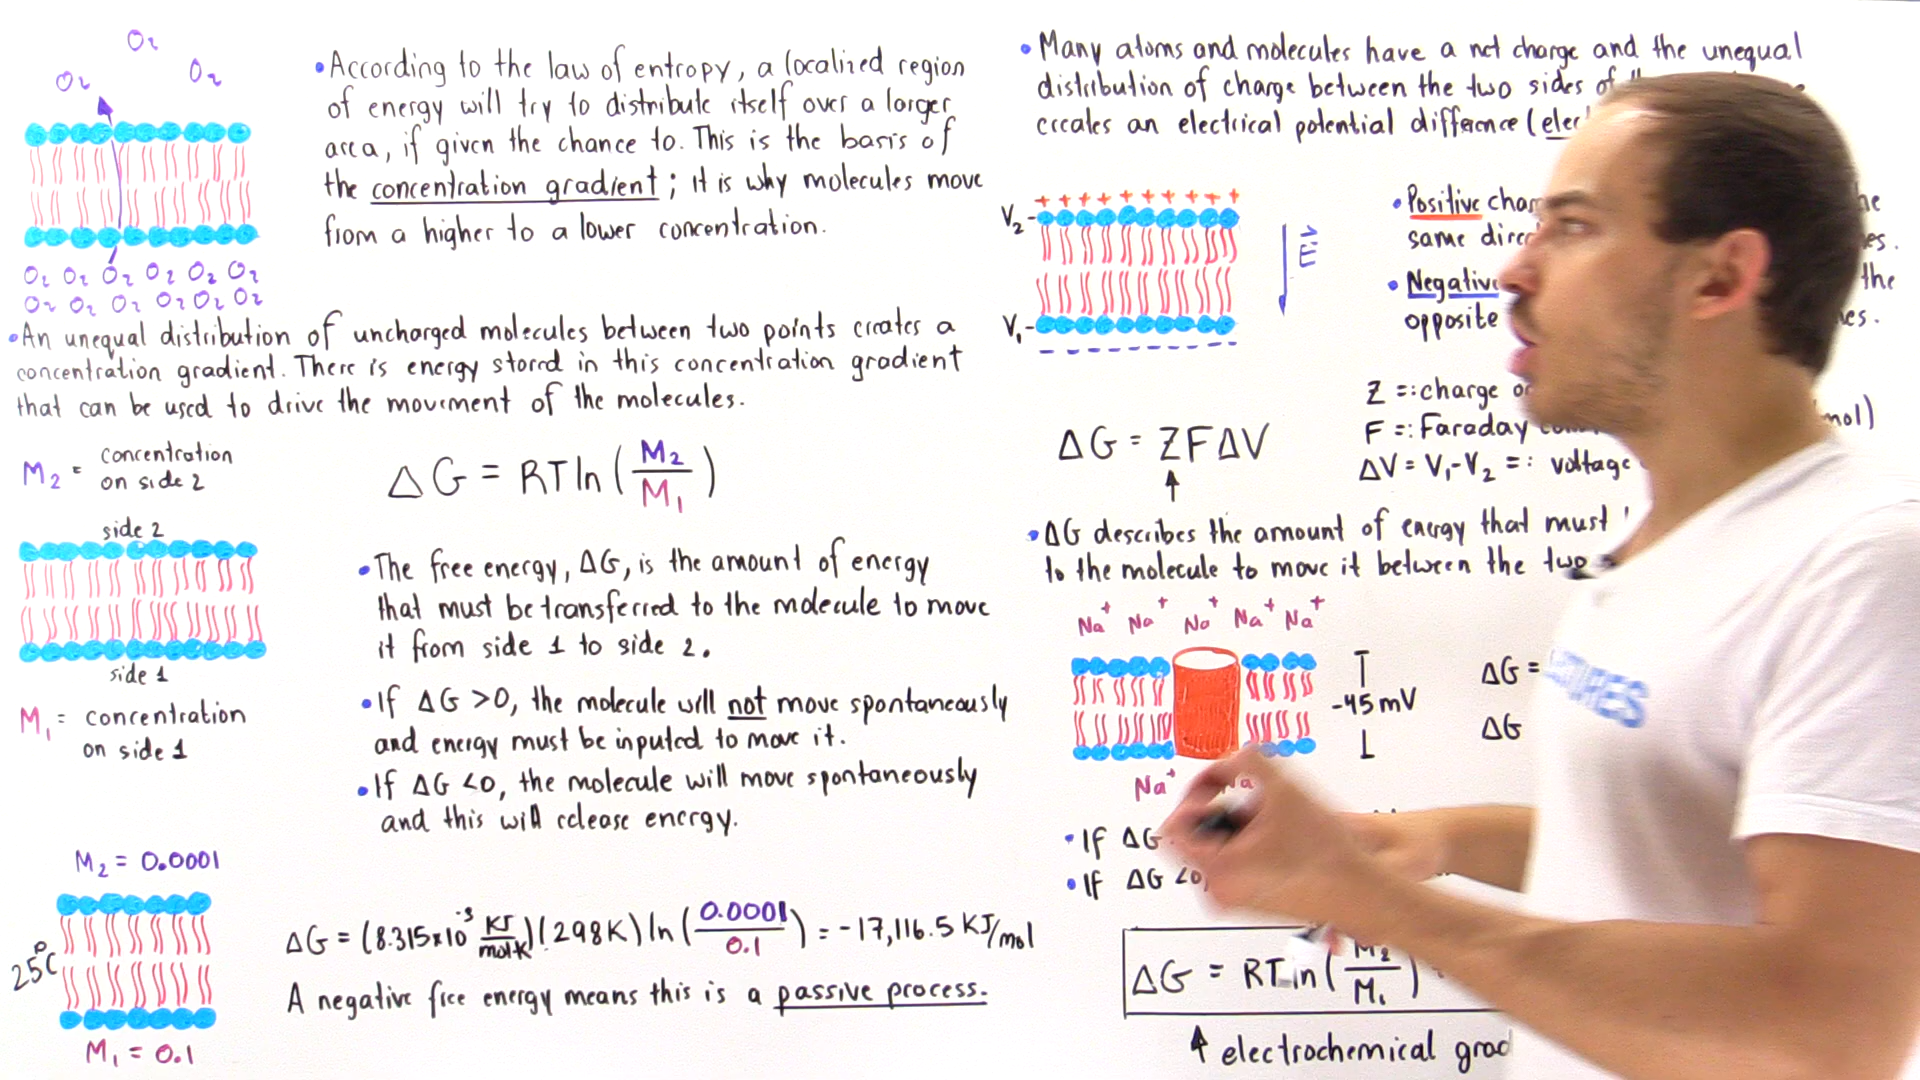 O₂
O₂ O₂
O₂ O₂ O₂ O₂ O₂ O₂
O₂ O₂ O₂ O₂ O₂ O₂
• According to the law of entropy, a localized region
of energy will try to distribute itself over a larger
area, if given the chance to. This is the basis of
the concentration gradient; it is why molecules move
from a higher to a lower concentration.
• An unequal distribution of uncharged molecules between two points creates a
concentration gradient. There is energy stored in this concentration gradient
that can be used to drive the movement of the molecules.
M₂ = concentration
on side 2
side 2
side 1
M₁ = concentration
on side 1
ΔG = RT ln (M₂/M₁)
• The free energy, ΔG, is the amount of energy
that must be transferred to the molecule to move
it from side 1 to side 2.
• If ΔG >0, the molecule will not move spontaneously
and energy must be inputed to move it.
• If ΔG <0, the molecule will move spontaneously
and this will release energy.
M₂ = 0.0001
25°C
M₁ = 0.1
ΔG = (8.315x10⁻³ KJ/mol·K)(298K) ln (0.0001/0.1) = -17,116.5 KJ/mol
A negative free energy means this is a passive process.
• Many atoms and molecules have a net charge and the unequal
distribution of charge between the two sides of
creates an electrical potential difference (
+ + + + + + + + + +
V₂
V₁
- - - - - - - - - -
E
• Positive the
same
• Negative the
opposite
Z =: charge
F =: Faraday mol)
ΔV = V₁-V₂ =: voltage
ΔG = ZFΔV
• ΔG describes the amount of energy that must
to the molecule to move it between the two
Na⁺ Na⁺ Na⁺ Na⁺ Na⁺
-45 mV
Na⁺ Na
ΔG =
ΔG
• If ΔG
• If ΔG <0,
ΔG = RT ln (M₂/M₁)
electrochemical